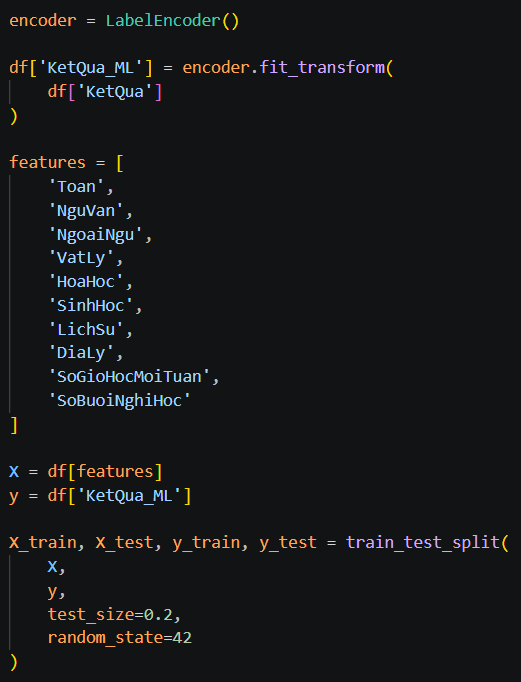 encoder = LabelEncoder()
df['KetQua_ML'] = encoder.fit_transform(
    df['KetQua']
)
features = [
    'Toan',
    'NguVan',
    'NgoaiNgu',
    'VatLy',
    'HoaHoc',
    'SinhHoc',
    'LichSu',
    'DiaLy',
    'SoGioHocMoiTuan',
    'SoBuoiNghiHoc'
]
X = df[features]
y = df['KetQua_ML']
X_train, X_test, y_train, y_test = train_test_split(
    X,
    y,
    test_size=0.2,
    random_state=42
)